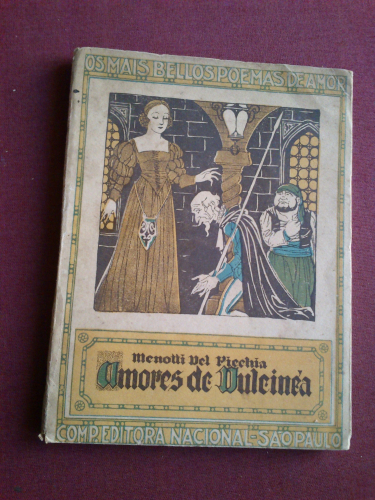 OS MAIS BELLOS POEMAS DE AMOR
Menotti Del Picchia
Amores de Dulcinéa
COMP. EDITORA NACIONAL - SÃO PAULO